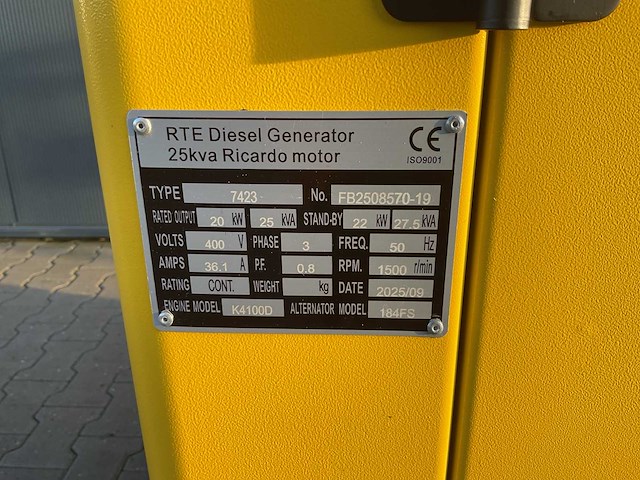 RTE Diesel Generator
25kva Ricardo motor
CE
ISO9001
TYPE 7423 No. FB2508570-19
RATED OUTPUT 20 kW 25 kVA STAND-BY 22 kW 27.5 kVA
VOLTS 400 V PHASE 3 FREQ. 50 Hz
AMPS 36.1 A P.F. 0.8 RPM. 1500 r/min
RATING CONT. WEIGHT kg DATE 2025/09
ENGINE MODEL K4100D ALTERNATOR MODEL 184FS